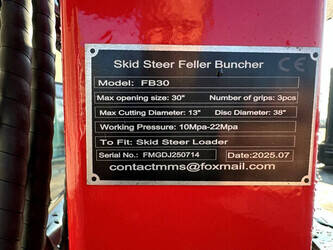 Skid Steer Feller Buncher CE
Model: FB30
Max opening size: 30" Number of grips: 3pcs
Max Cutting Diameter: 13" Disc Diameter: 38"
Working Pressure: 10Mpa-22Mpa
To Fit: Skid Steer Loader
Serial No.: FMGDJ250714 Date:2025.07
contactmms@foxmail.com